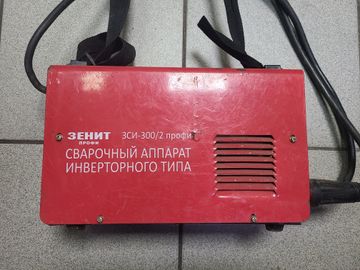 ЗЕНИТ ЗСИ-300/2 профи
ПРОФИ
СВАРОЧНЫЙ АППАРАТ
ИНВЕРТОРНОГО ТИПА